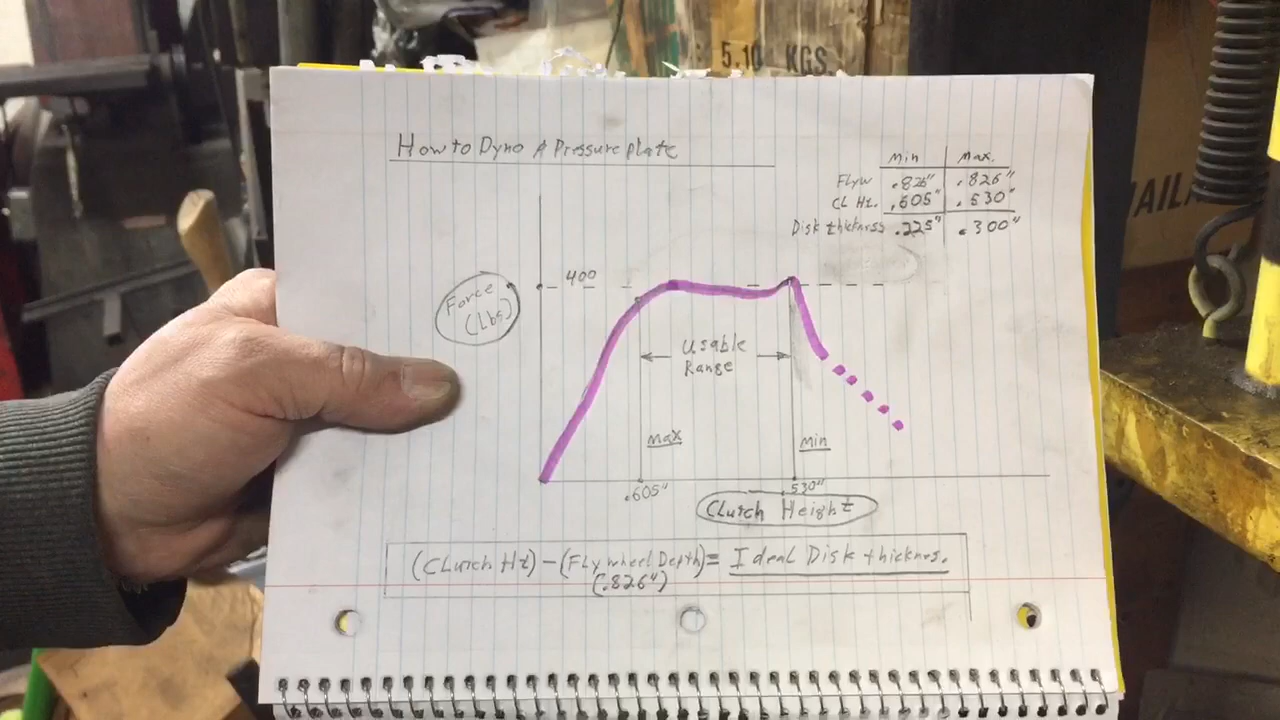 5.10 KGS
How to Dyno A Pressure plate
Min Max.
Flyw .826" .826"
CL Ht. .605" .530"
Disk thickness .225" .300"
400
Force
(Lbs)
Usable
Range
max min
.605" .530"
Clutch Height
(Clutch Ht) - (Flywheel Depth) = Ideal Disk thicknes.
(.826")